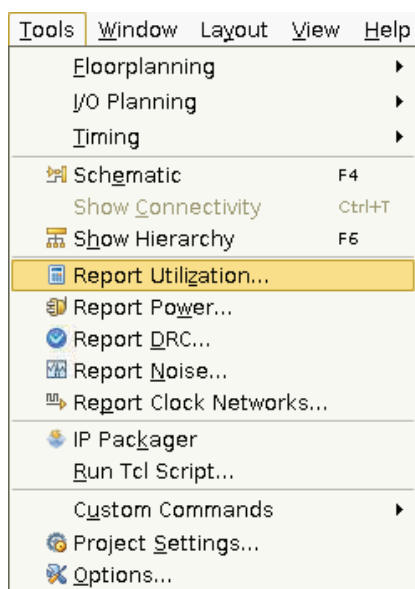 Tools Window Layout View Help
Floorplanning
I/O Planning
Timing
Schematic F4
Show Connectivity Ctrl+T
Show Hierarchy F6
Report Utilization...
Report Power...
Report DRC...
Report Noise...
Report Clock Networks...
IP Packager
Run Tcl Script...
Custom Commands
Project Settings...
Options...